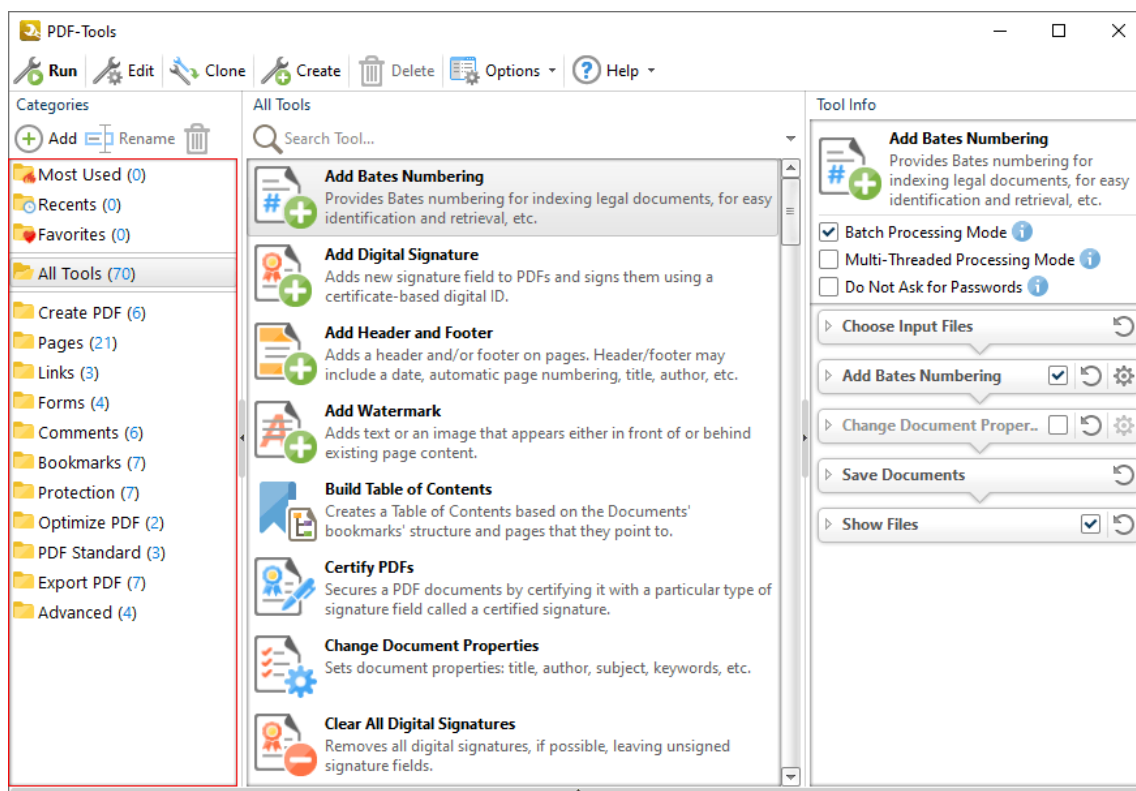 PDF-Tools
Run Edit Clone Create Delete Options Help
Categories
Add Rename
Most Used (0)
Recents (0)
Favorites (0)
All Tools (70)
Create PDF (6)
Pages (21)
Links (3)
Forms (4)
Comments (6)
Bookmarks (7)
Protection (7)
Optimize PDF (2)
PDF Standard (3)
Export PDF (7)
Advanced (4)
All Tools
Search Tool...
Add Bates Numbering
Provides Bates numbering for indexing legal documents, for easy
identification and retrieval, etc.
Add Digital Signature
Adds new signature field to PDFs and signs them using a
certificate-based digital ID.
Add Header and Footer
Adds a header and/or footer on pages. Header/footer may
include a date, automatic page numbering, title, author, etc.
Add Watermark
Adds text or an image that appears either in front of or behind
existing page content.
Build Table of Contents
Creates a Table of Contents based on the Documents'
bookmarks' structure and pages that they point to.
Certify PDFs
Secures a PDF documents by certifying it with a particular type of
signature field called a certified signature.
Change Document Properties
Sets document properties: title, author, subject, keywords, etc.
Clear All Digital Signatures
Removes all digital signatures, if possible, leaving unsigned
signature fields.
Tool Info
Add Bates Numbering
Provides Bates numbering for
indexing legal documents, for easy
identification and retrieval, etc.
Batch Processing Mode
Multi-Threaded Processing Mode
Do Not Ask for Passwords
Choose Input Files
Add Bates Numbering
Change Document Proper..
Save Documents
Show Files